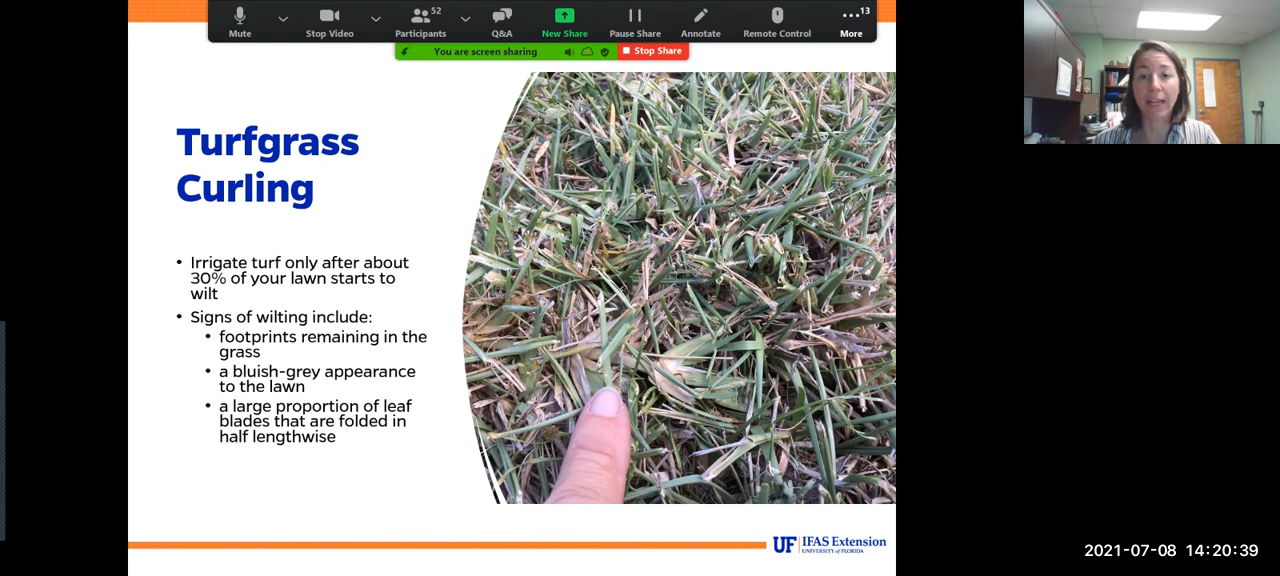 52
13
Mute
Stop Video
Participants
Q&A
New Share
Pause Share
Annotate
Remote Control
More
You are screen sharing
Stop Share
Turfgrass
Curling
• Irrigate turf only after about
30% of your lawn starts to
wilt
• Signs of wilting include:
• footprints remaining in the
grass
• a bluish-grey appearance
to the lawn
• a large proportion of leaf
blades that are folded in
half lengthwise
UF IFAS Extension
UNIVERSITY of FLORIDA
2021-07-08 14:20:39